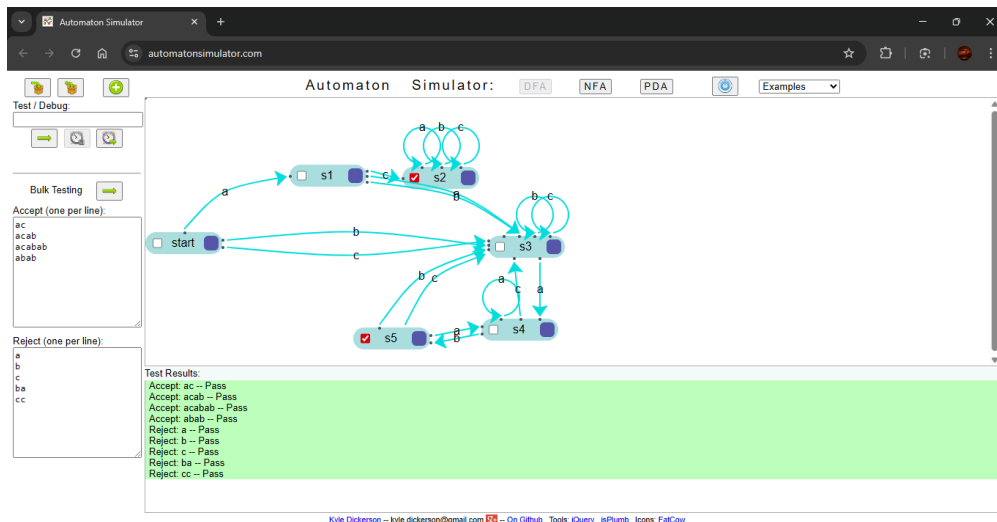 Automaton Simulator
automatonsimulator.com
Automaton Simulator: DFA NFA PDA Examples
Test / Debug:
Bulk Testing
Accept (one per line):
ac
acab
acabab
abab
Reject (one per line):
a
b
c
ba
cc
a b c
s1 c s2
a
b c
start b s3
c
b c a c a
s5 a s4
b
Test Results:
Accept: ac -- Pass
Accept: acab -- Pass
Accept: acabab -- Pass
Accept: abab -- Pass
Reject: a -- Pass
Reject: b -- Pass
Reject: c -- Pass
Reject: ba -- Pass
Reject: cc -- Pass
Kyle Dickerson -- kyle.dickerson@gmail.com -- On Github Tools: jQuery jsPlumb Icons: FatCow